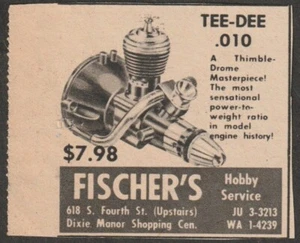 TEE-DEE
.010
A Thimble-
Drome
Masterpiece!
The most
sensational
power-to-
weight ratio
in model
engine history!
$7.98
FISCHER'S
Hobby
Service
618 S. Fourth St. (Upstairs)
JU 3-3213
Dixie Manor Shopping Cen.
WA 1-4239